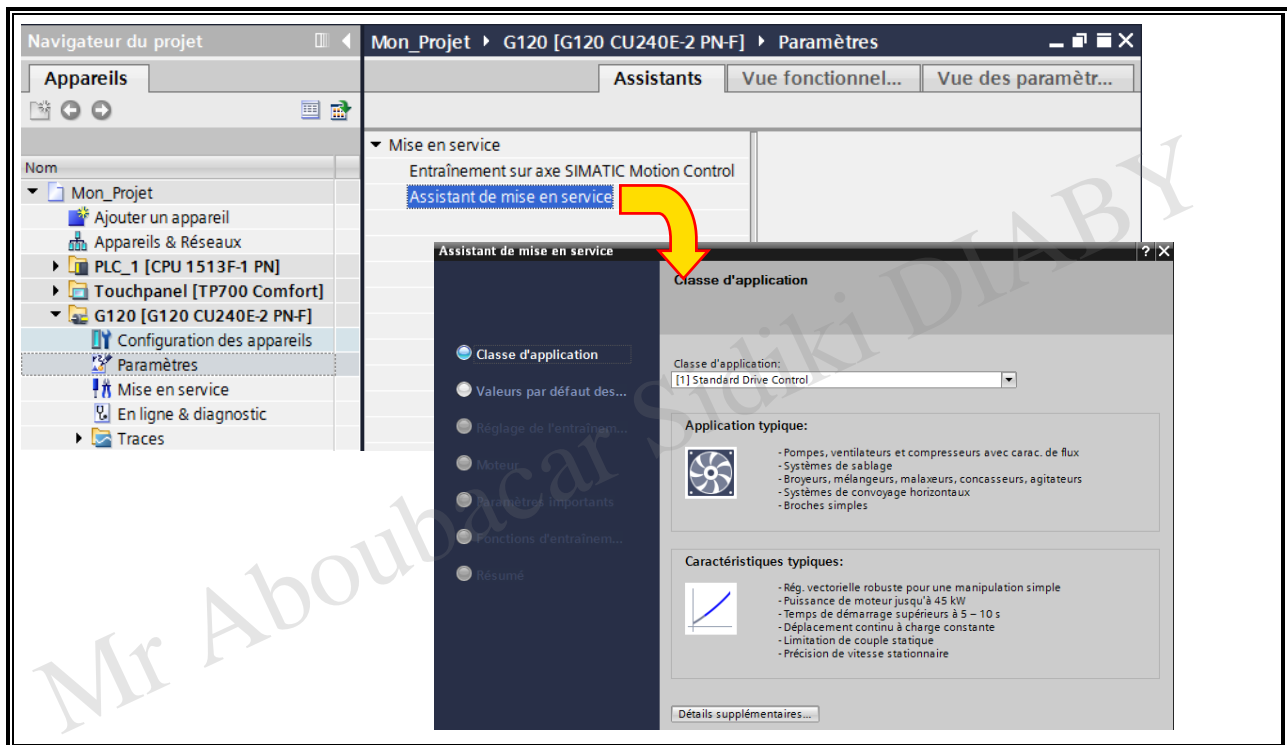 Navigateur du projet
Appareils
Nom
Mon_Projet
Ajouter un appareil
Appareils & Réseaux
PLC_1 [CPU 1513F-1 PN]
Touchpanel [TP700 Comfort]
G120 [G120 CU240E-2 PN-F]
Configuration des appareils
Paramètres
Mise en service
En ligne & diagnostic
Traces
Mon_Projet G120 [G120 CU240E-2 PN-F] Paramètres
Assistants Vue fonctionnel... Vue des paramètr...
Mise en service
Entraînement sur axe SIMATIC Motion Control
Assistant de mise en service
Assistant de mise en service ? X
Classe d'application
Valeurs par défaut des...
Réglage de l'entraînem...
Moteur
Paramètres importants
Fonctions d'entraînem...
Résumé
Classe d'application
Classe d'application:
[1] Standard Drive Control
Application typique:
- Pompes, ventilateurs et compresseurs avec carac. de flux
- Systèmes de sablage
- Broyeurs, mélangeurs, malaxeurs, concasseurs, agitateurs
- Systèmes de convoyage horizontaux
- Broches simples
Caractéristiques typiques:
- Rég. vectorielle robuste pour une manipulation simple
- Puissance de moteur jusqu'à 45 kW
- Temps de démarrage supérieurs à 5 – 10 s
- Déplacement continu à charge constante
- Limitation de couple statique
- Précision de vitesse stationnaire
Détails supplémentaires...
Mr Aboubacar Sidiki DIABY